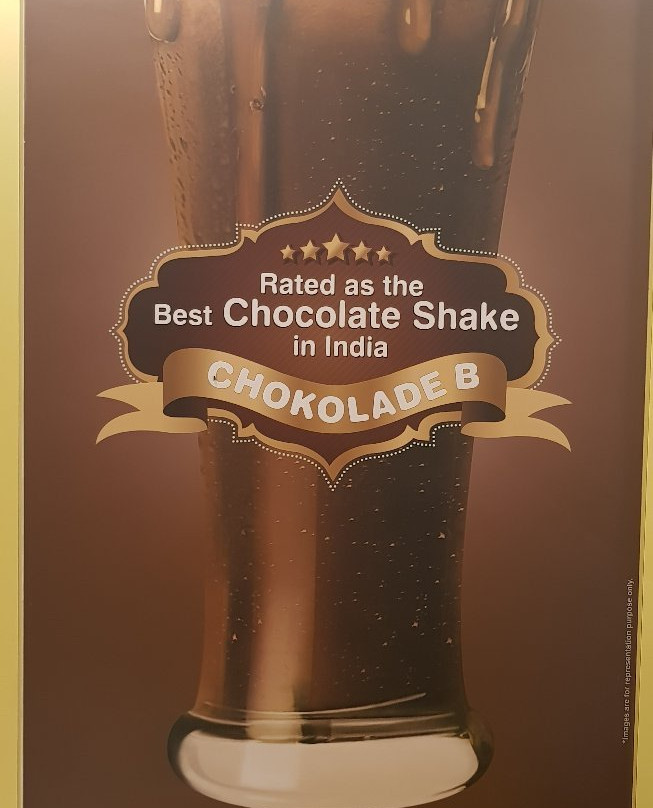 Rated as the
Best Chocolate Shake
in India
CHOKOLADE B
*Images are for representation purpose only.